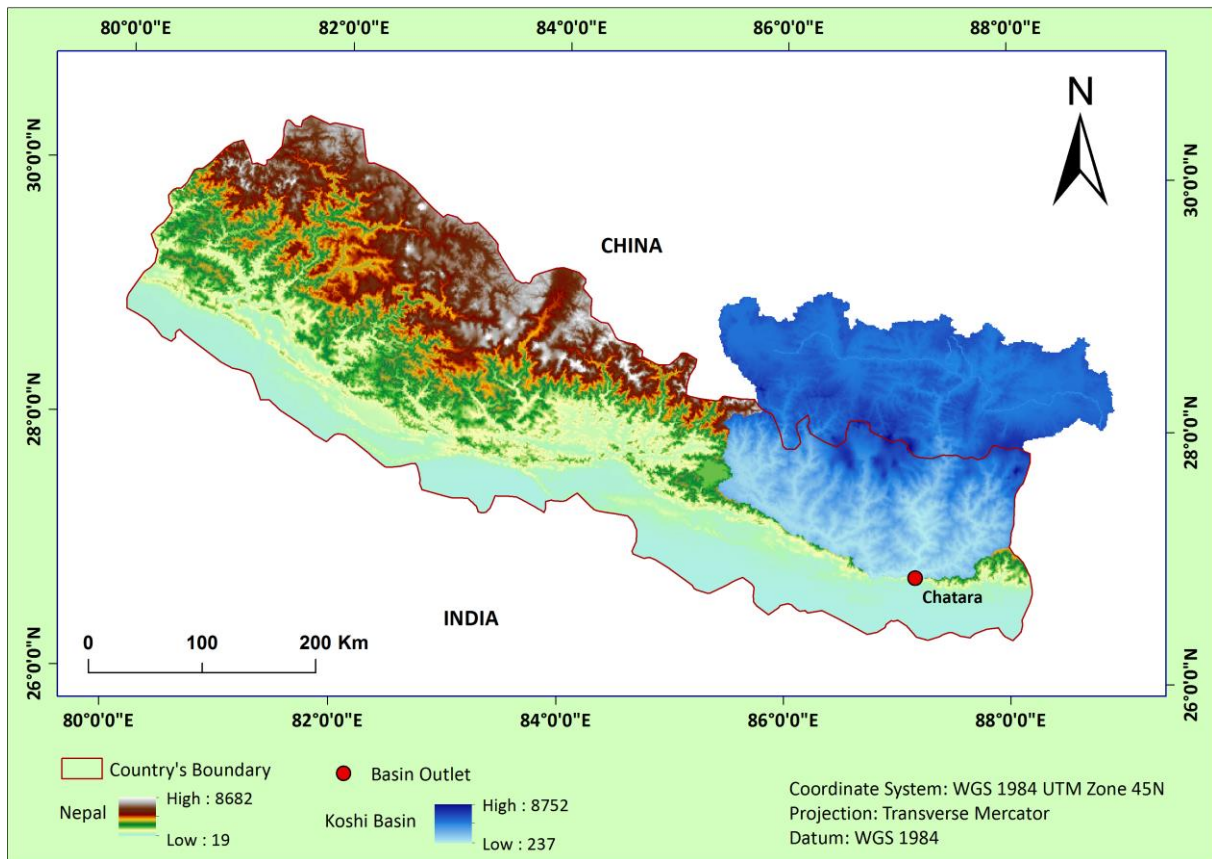 80°0'0"E 82°0'0"E 84°0'0"E 86°0'0"E 88°0'0"E
N
30°0'0"N
30°0'0"N
CHINA
28°0'0"N
28°0'0"N
Chatara
INDIA
0 100 200 Km
26°0'0"N
26°0'0"N
80°0'0"E 82°0'0"E 84°0'0"E 86°0'0"E 88°0'0"E
Country's Boundary
Basin Outlet
Nepal
High : 8682
Low : 19
Koshi Basin
High : 8752
Low : 237
Coordinate System: WGS 1984 UTM Zone 45N
Projection: Transverse Mercator
Datum: WGS 1984